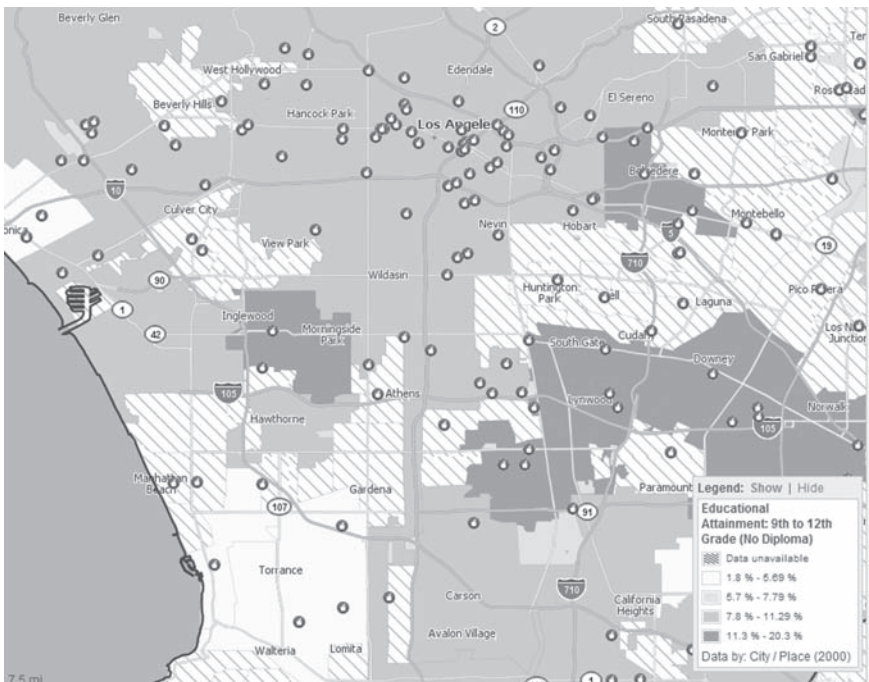 Beverly Glen
2
South Pasadena
San Gabriel
West Hollywood
Edendale
Beverly Hills
Hancock Park
110
El Sereno
Los Angeles
Monterey Park
10
Belvedere
Culver City
Nevin
Hobart
Montebello
View Park
5
19
710
90
Wildasin
Huntington
Park
Pico Rivera
1
Laguna
Inglewood
42
Morningside
Park
Cudahy
South Gate
Downey
105
Athens
Lynwood
Norwalk
105
Hawthorne
Manhattan
Beach
Gardena
Paramount
107
91
Torrance
Carson
710
California
Heights
Avalon Village
Walteria
Lomita
1
7.5 mi
Legend: Show | Hide
Educational
Attainment: 9th to 12th
Grade (No Diploma)
Data unavailable
1.8 % - 5.69 %
5.7 % - 7.79 %
7.8 % - 11.29 %
11.3 % - 20.3 %
Data by: City / Place (2000)